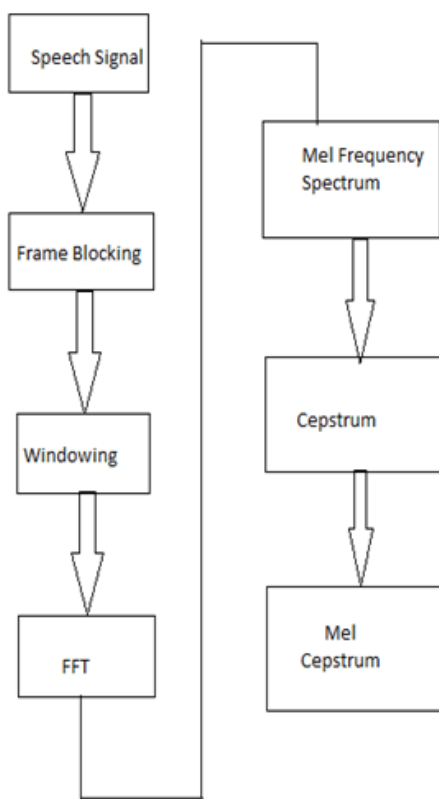 Speech Signal
Frame Blocking
Windowing
FFT
Mel Frequency
Spectrum
Cepstrum
Mel
Cepstrum